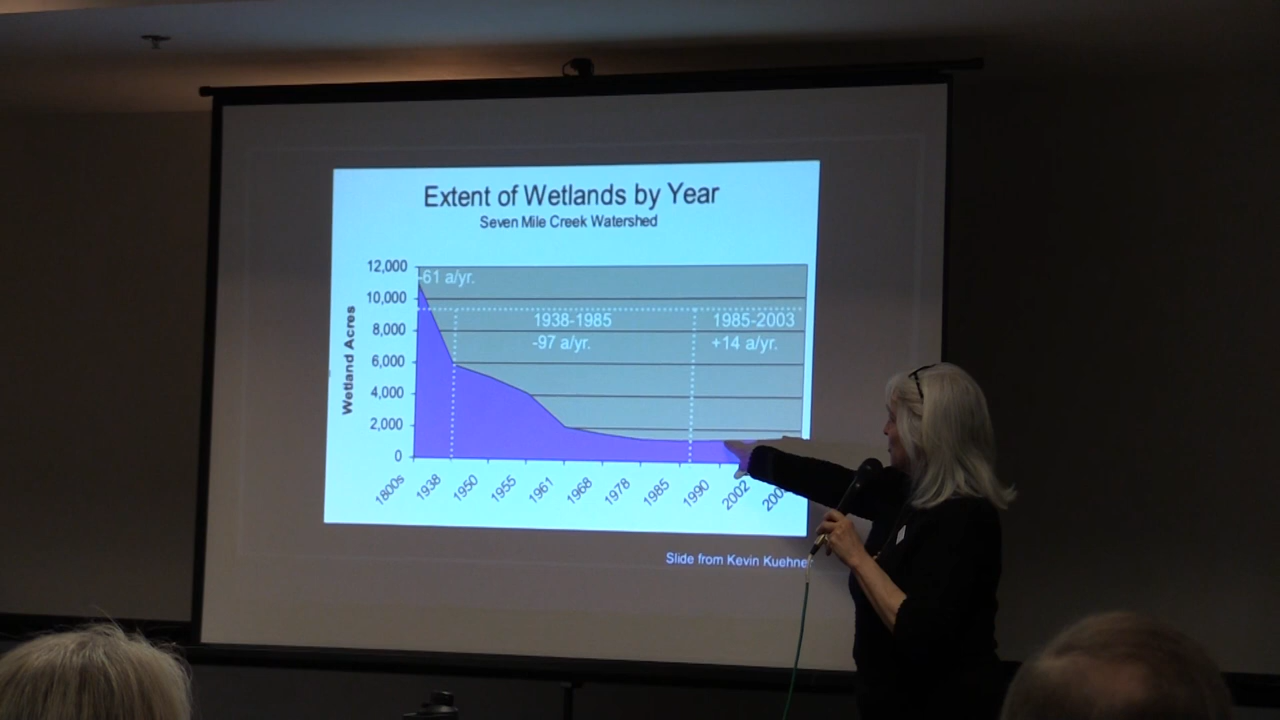 Extent of Wetlands by Year
Seven Mile Creek Watershed
Wetland Acres
12,000
10,000
8,000
6,000
4,000
2,000
0
-61 a/yr.
1938-1985
-97 a/yr.
1985-2003
+14 a/yr.
1800s
1938
1950
1955
1961
1968
1978
1985
1990
2002
Slide from Kevin Kuehne